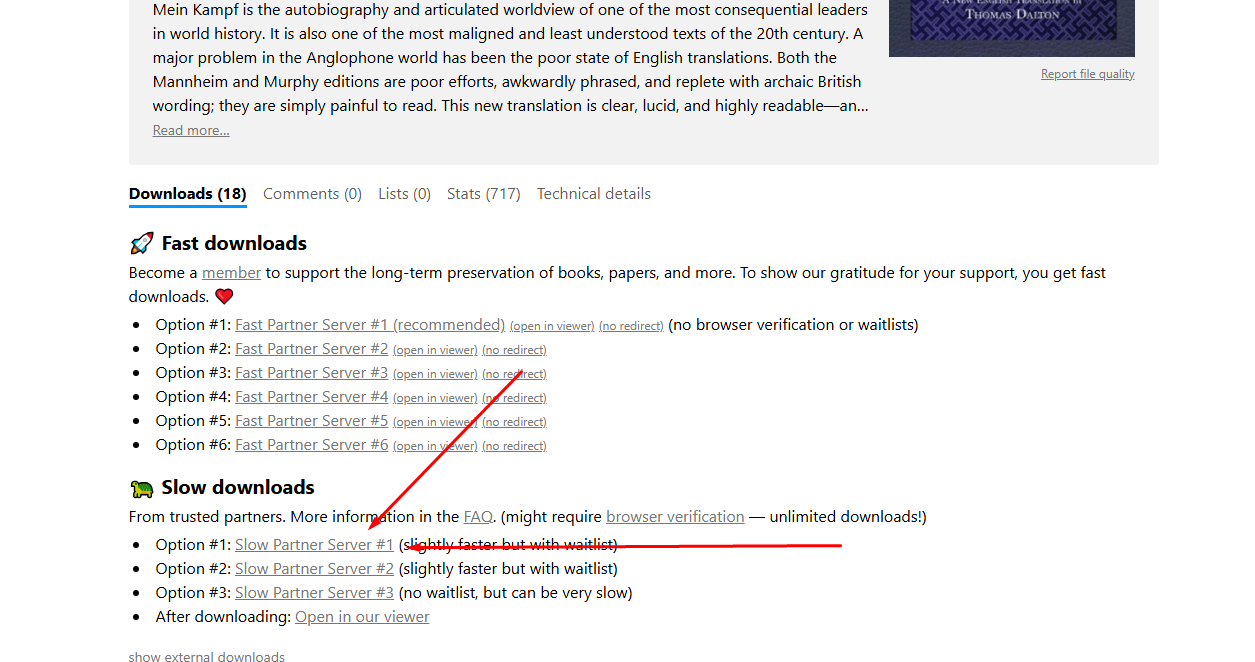 Mein Kampf is the autobiography and articulated worldview of one of the most consequential leaders
in world history. It is also one of the most maligned and least understood texts of the 20th century. A
major problem in the Anglophone world has been the poor state of English translations. Both the
Mannheim and Murphy editions are poor efforts, awkwardly phrased, and replete with archaic British
wording; they are simply painful to read. This new translation is clear, lucid, and highly readable—an...
Read more...
A NEW ENGLISH TRANSLATION BY
THOMAS DALTON
Report file quality
Downloads (18) Comments (0) Lists (0) Stats (717) Technical details
🚀 Fast downloads
Become a member to support the long-term preservation of books, papers, and more. To show our gratitude for your support, you get fast
downloads. ❤️
• Option #1: Fast Partner Server #1 (recommended) (open in viewer) (no redirect) (no browser verification or waitlists)
• Option #2: Fast Partner Server #2 (open in viewer) (no redirect)
• Option #3: Fast Partner Server #3 (open in viewer) (no redirect)
• Option #4: Fast Partner Server #4 (open in viewer) (no redirect)
• Option #5: Fast Partner Server #5 (open in viewer) (no redirect)
• Option #6: Fast Partner Server #6 (open in viewer) (no redirect)
🐢 Slow downloads
From trusted partners. More information in the FAQ. (might require browser verification — unlimited downloads!)
• Option #1: Slow Partner Server #1 (slightly faster but with waitlist)
• Option #2: Slow Partner Server #2 (slightly faster but with waitlist)
• Option #3: Slow Partner Server #3 (no waitlist, but can be very slow)
• After downloading: Open in our viewer
show external downloads